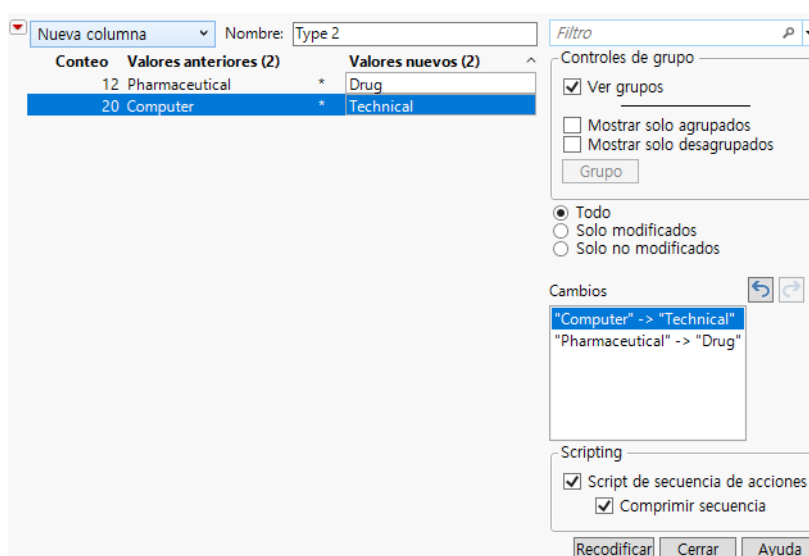 Nueva columna Nombre: Type 2
Conteo Valores anteriores (2) Valores nuevos (2)
12 Pharmaceutical * Drug
20 Computer * Technical
Filtro
Controles de grupo
Ver grupos
Mostrar solo agrupados
Mostrar solo desagrupados
Grupo
Todo
Solo modificados
Solo no modificados
Cambios
"Computer" -> "Technical"
"Pharmaceutical" -> "Drug"
Scripting
Script de secuencia de acciones
Comprimir secuencia
Recodificar Cerrar Ayuda